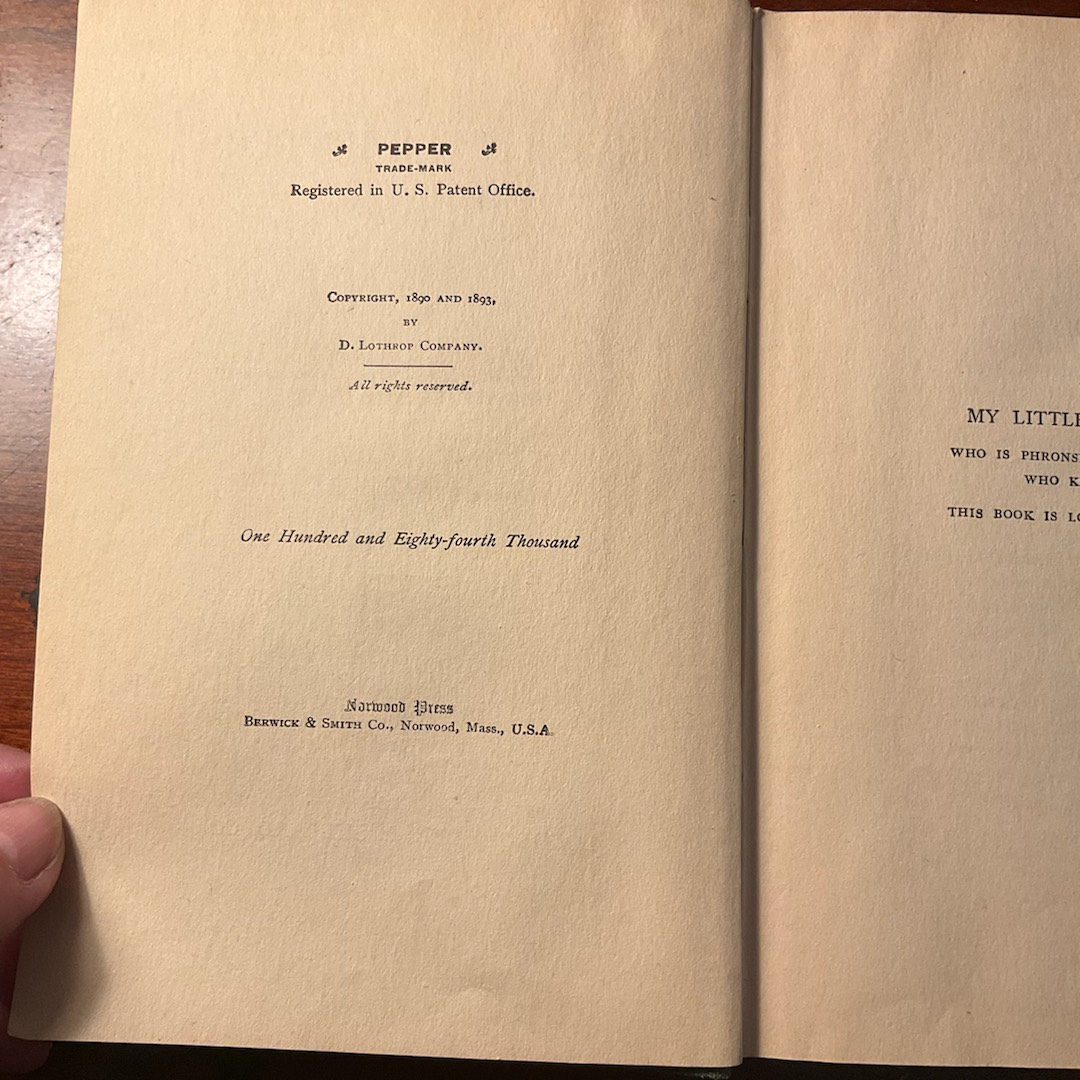 PEPPER
TRADE-MARK
Registered in U. S. Patent Office.
COPYRIGHT, 1890 AND 1893,
BY
D. LOTHROP COMPANY.
All rights reserved.
One Hundred and Eighty-fourth Thousand
Norwood Press
BERWICK & SMITH CO., Norwood, Mass., U.S.A.
MY LITTLE
WHO IS PHRONS
WHO K
THIS BOOK IS LO